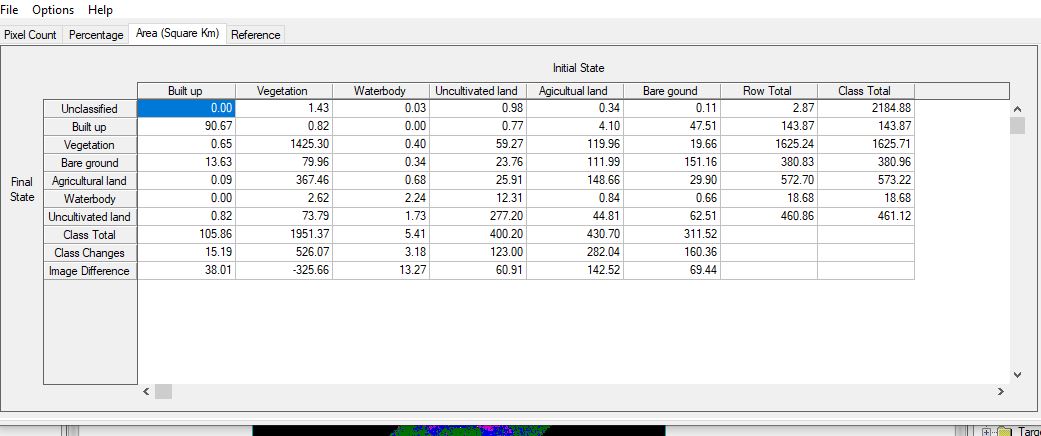 File Options Help
Pixel Count Percentage Area (Square Km) Reference
Initial State
Built up Vegetation Waterbody Uncultivated land Agicultual land Bare gound Row Total Class Total
Unclassified 0.00 1.43 0.03 0.98 0.34 0.11 2.87 2184.88
Built up 90.67 0.82 0.00 0.77 4.10 47.51 143.87 143.87
Vegetation 0.65 1425.30 0.40 59.27 119.96 19.66 1625.24 1625.71
Bare ground 13.63 79.96 0.34 23.76 111.99 151.16 380.83 380.96
Final State
Agricultural land 0.09 367.46 0.68 25.91 148.66 29.90 572.70 573.22
Waterbody 0.00 2.62 2.24 12.31 0.84 0.66 18.68 18.68
Uncultivated land 0.82 73.79 1.73 277.20 44.81 62.51 460.86 461.12
Class Total 105.86 1951.37 5.41 400.20 430.70 311.52
Class Changes 15.19 526.07 3.18 123.00 282.04 160.36
Image Difference 38.01 -325.66 13.27 60.91 142.52 69.44